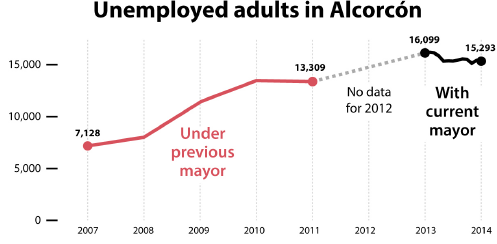 Unemployed adults in Alcorcón
16,099
15,293
15,000
13,309
No data
for 2012
With
current
mayor
10,000
7,128
Under
previous
mayor
5,000
0
2007 2008 2009 2010 2011 2012 2013 2014